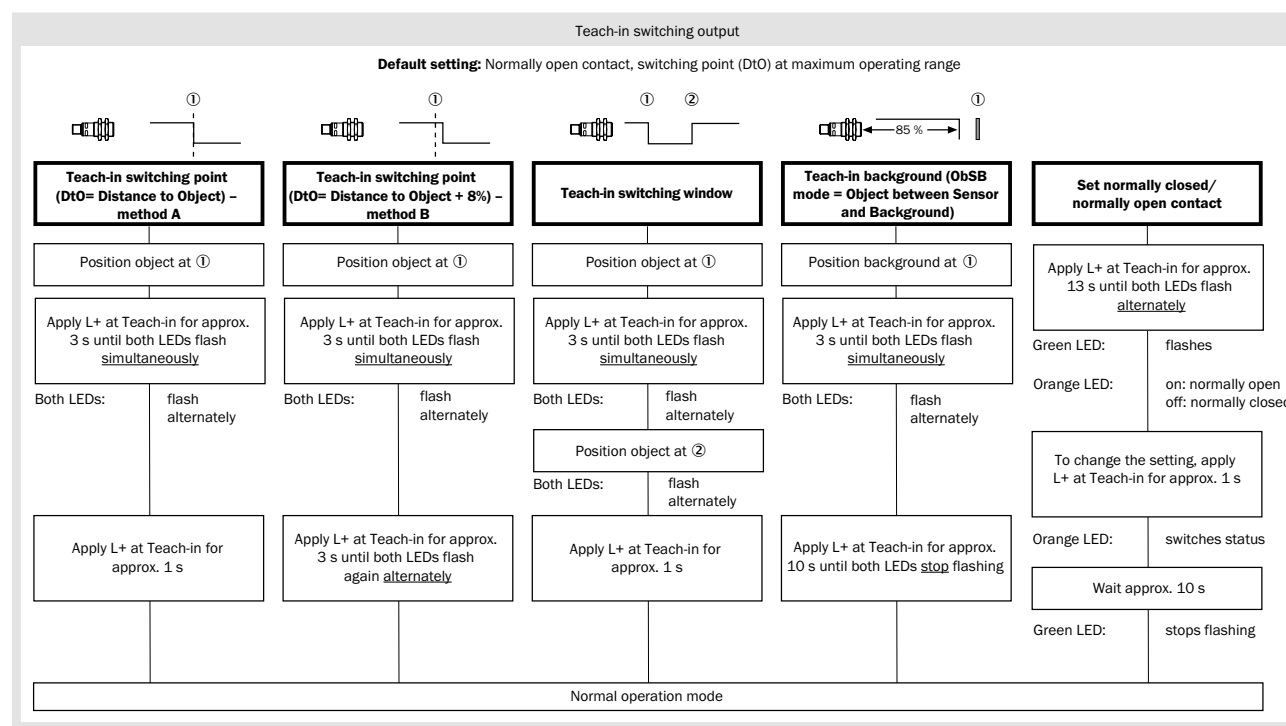 Teach-in switching output
Default setting: Normally open contact, switching point (DtO) at maximum operating range
①
Teach-in switching point
(DtO= Distance to Object) –
method A
Position object at ①
Apply L+ at Teach-in for approx.
3 s until both LEDs flash
simultaneously
Both LEDs: flash
alternately
Apply L+ at Teach-in for
approx. 1 s
①
Teach-in switching point
(DtO= Distance to Object + 8%) –
method B
Position object at ①
Apply L+ at Teach-in for approx.
3 s until both LEDs flash
simultaneously
Both LEDs: flash
alternately
Apply L+ at Teach-in for approx.
3 s until both LEDs flash
again alternately
① ②
Teach-in switching window
Position object at ①
Apply L+ at Teach-in for approx.
3 s until both LEDs flash
simultaneously
Both LEDs: flash
alternately
Position object at ②
Both LEDs: flash
alternately
Apply L+ at Teach-in for
approx. 1 s
①
85 %
Teach-in background (ObSB
mode = Object between Sensor
and Background)
Position background at ①
Apply L+ at Teach-in for approx.
3 s until both LEDs flash
simultaneously
Both LEDs: flash
alternately
Apply L+ at Teach-in for approx.
10 s until both LEDs stop flashing
Set normally closed/
normally open contact
Apply L+ at Teach-in for approx.
13 s until both LEDs flash
alternately
Green LED: flashes
Orange LED: on: normally open
off: normally closed
To change the setting, apply
L+ at Teach-in for approx. 1 s
Orange LED: switches status
Wait approx. 10 s
Green LED: stops flashing
Normal operation mode